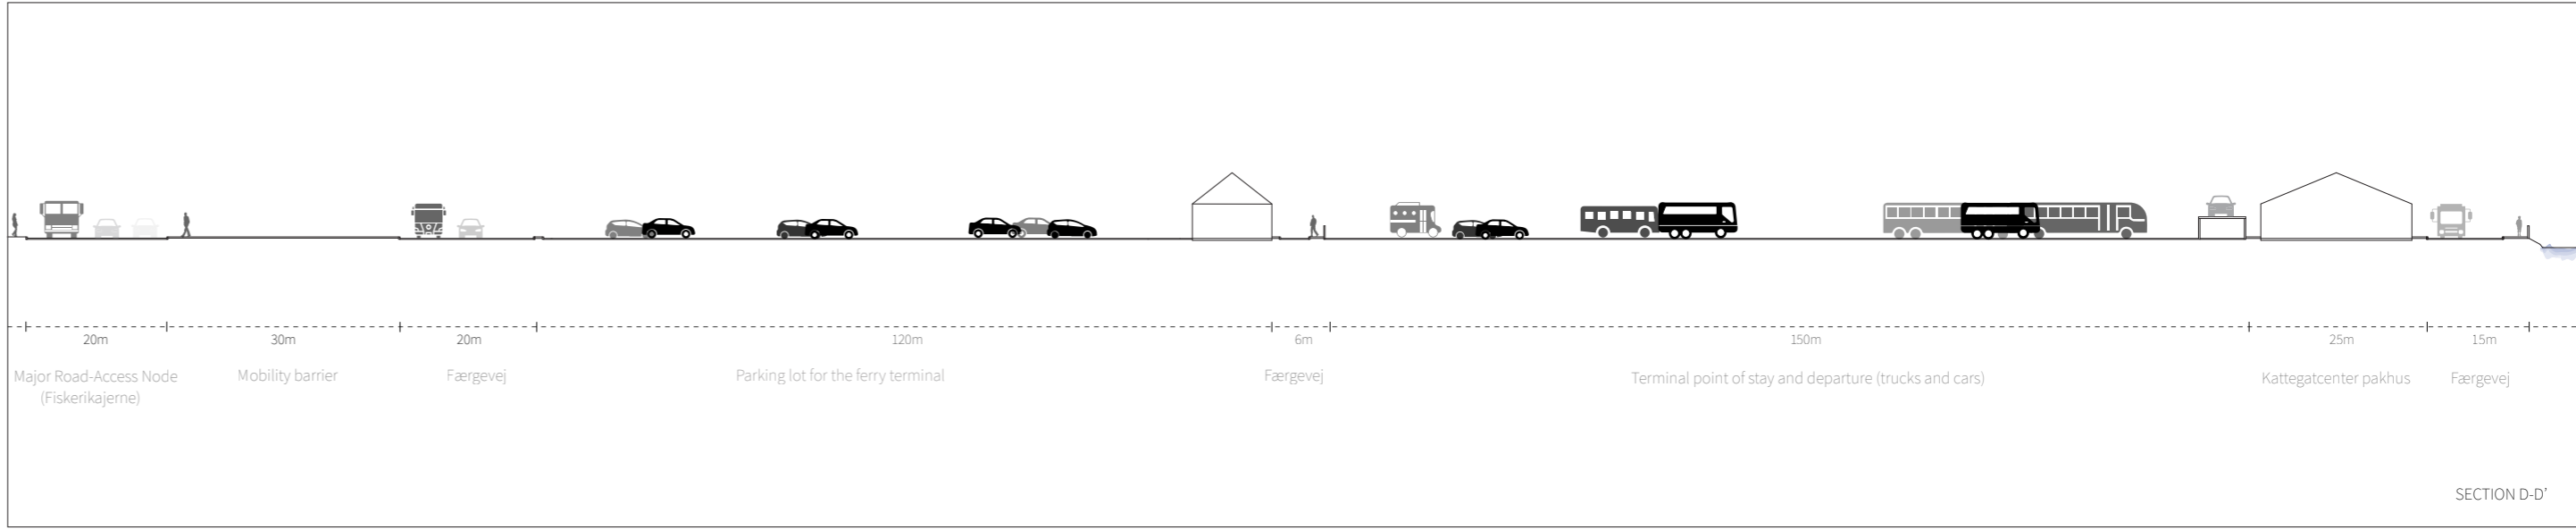 20m
30m
20m
120m
6m
150m
25m
15m
Major Road-Access Node
(Fiskerikajerne)
Mobility barrier
Færgevej
Parking lot for the ferry terminal
Færgevej
Terminal point of stay and departure (trucks and cars)
Kattegatcenter pakhus
Færgevej
SECTION D-D'